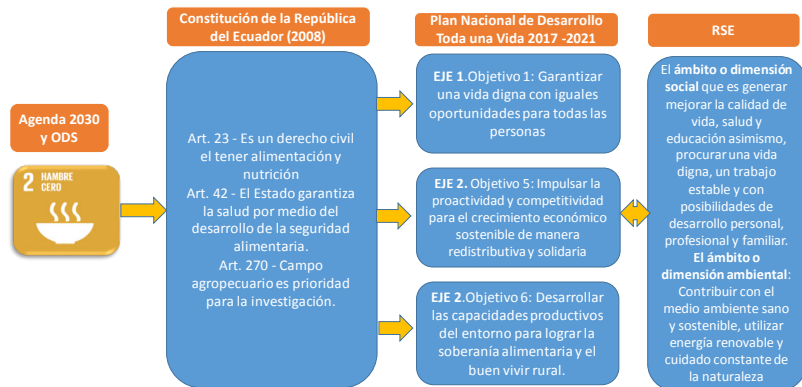 Agenda 2030
y ODS
2 HAMBRE
CERO
Constitución de la República
del Ecuador (2008)
Art. 23 - Es un derecho civil
el tener alimentación y
nutrición
Art. 42 - El Estado garantiza
la salud por medio del
desarrollo de la seguridad
alimentaria.
Art. 270 - Campo
agropecuario es prioridad
para la investigación.
Plan Nacional de Desarrollo
Toda una Vida 2017 -2021
EJE 1.Objetivo 1: Garantizar
una vida digna con iguales
oportunidades para todas las
personas
EJE 2. Objetivo 5: Impulsar la
proactividad y competitividad
para el crecimiento económico
sostenible de manera
redistributiva y solidaria
EJE 2.Objetivo 6: Desarrollar
las capacidades productivos
del entorno para lograr la
soberanía alimentaria y el
buen vivir rural.
RSE
El ámbito o dimensión
social que es generar
mejorar la calidad de
vida, salud y
educación asimismo,
procurar una vida
digna, un trabajo
estable y con
posibilidades de
desarrollo personal,
profesional y familiar.
El ámbito o
dimensión ambiental:
Contribuir con el
medio ambiente sano
y sostenible, utilizar
energía renovable y
cuidado constante de
la naturaleza